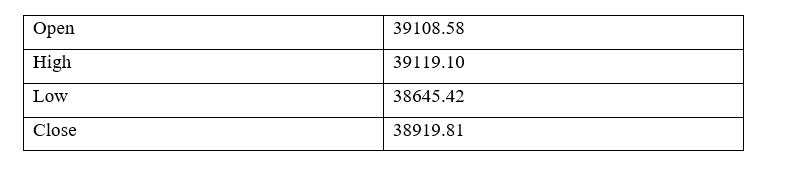 Open 39108.58
High 39119.10
Low 38645.42
Close 38919.81